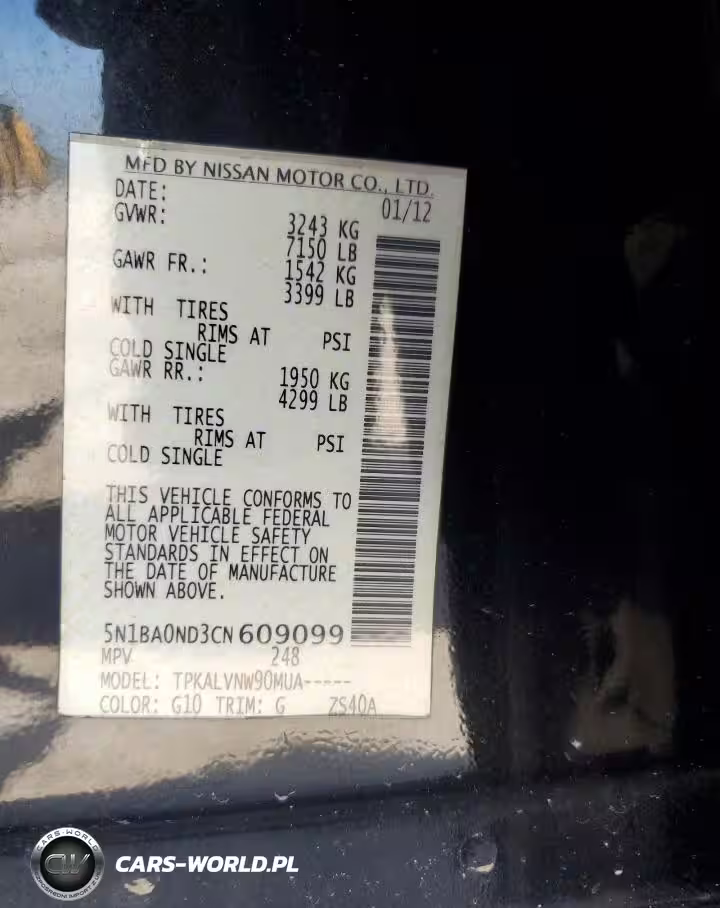 MFD BY NISSAN MOTOR CO., LTD.
DATE: 01/12
GVWR: 3243 KG
7150 LB
GAWR FR.: 1542 KG
3399 LB
WITH TIRES
RIMS AT PSI
COLD SINGLE
GAWR RR.: 1950 KG
4299 LB
WITH TIRES
RIMS AT PSI
COLD SINGLE
THIS VEHICLE CONFORMS TO
ALL APPLICABLE FEDERAL
MOTOR VEHICLE SAFETY
STANDARDS IN EFFECT ON
THE DATE OF MANUFACTURE
SHOWN ABOVE.
5N1BA0ND3CN609099
MPV 248
MODEL: TPKALVNW90MUA-----
COLOR: G10 TRIM: G ZS40A
CARS-WORLD
CW
CARS-WORLD.PL